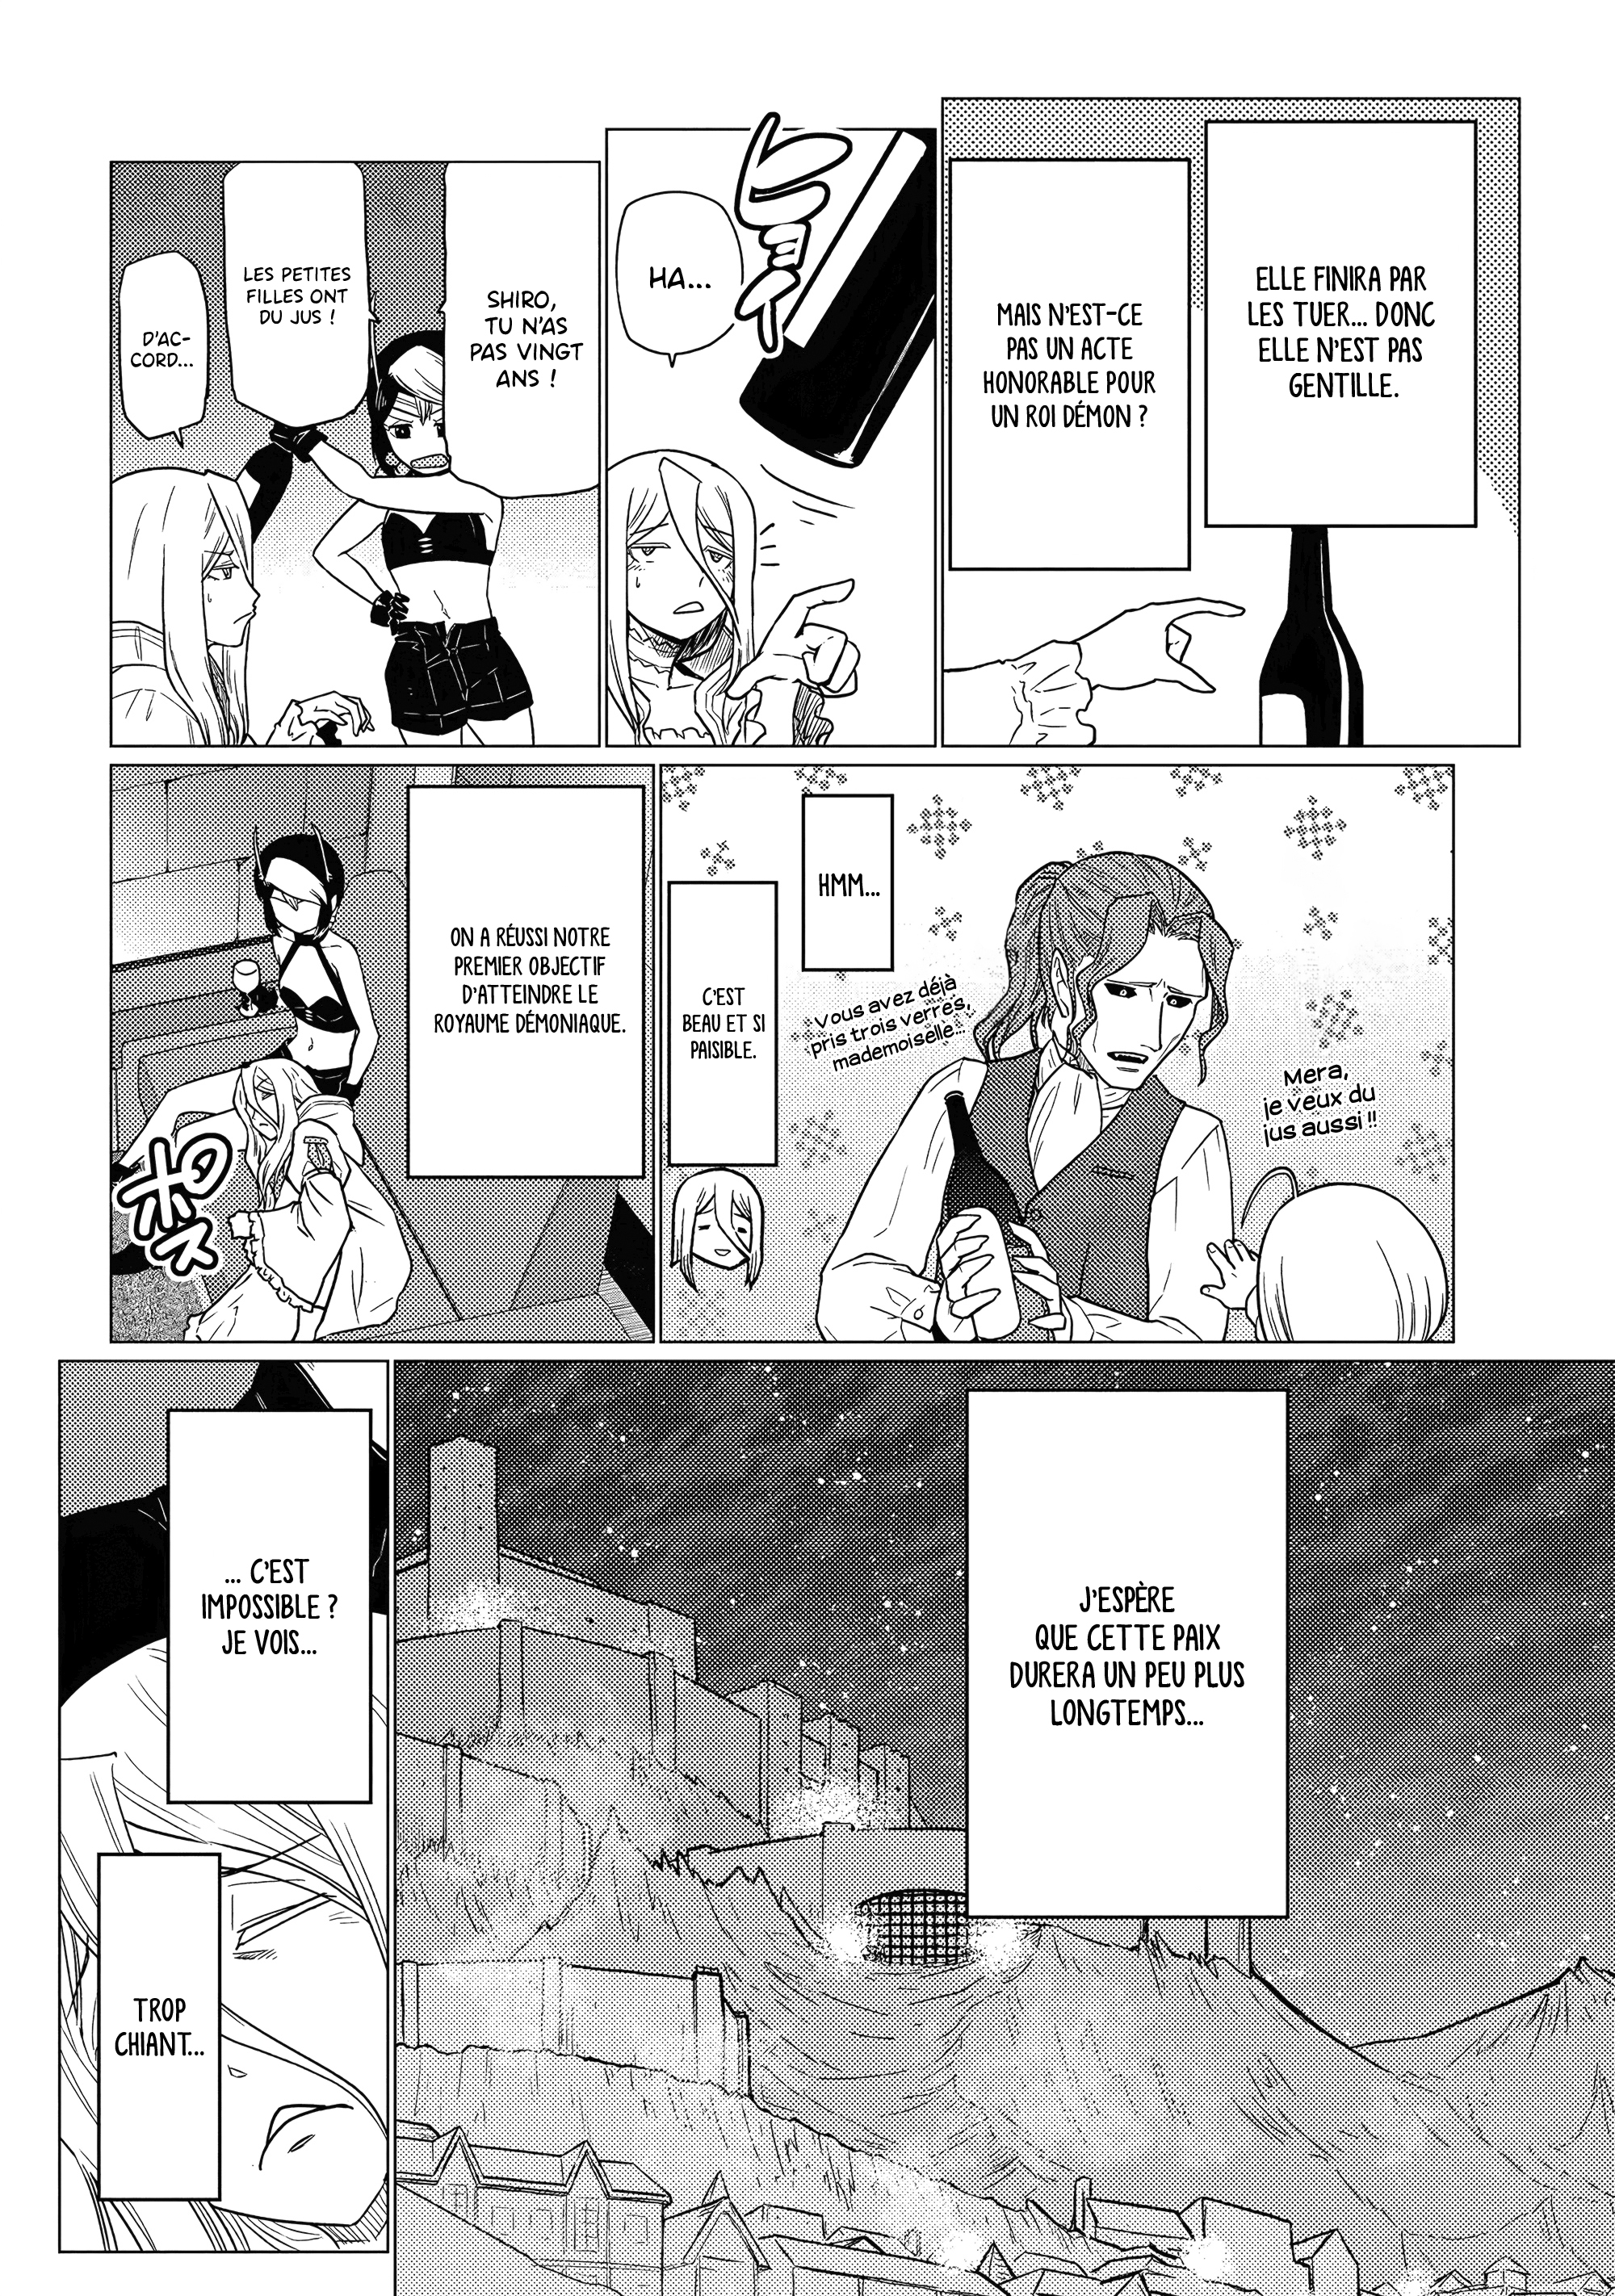 ELLE FINIRA PAR
LES TUER... DONC
ELLE N'EST PAS
GENTILLE.
MAIS N'EST-CE
PAS UN ACTE
HONORABLE POUR
UN ROI DÉMON ?
ヒョイ
HA...
SHIRO,
TU N'AS
PAS VINGT
ANS !
LES PETITES
FILLES ONT
DU JUS !
D'AC-
CORD...
Mera,
je veux du
jus aussi !!
Vous avez déjà
pris trois verres,
mademoiselle...
HMM...
C'EST
BEAU ET SI
PAISIBLE.
ON A RÉUSSI NOTRE
PREMIER OBJECTIF
D'ATTEINDRE LE
ROYAUME DÉMONIAQUE.
ポス
J'ESPÈRE
QUE CETTE PAIX
DURERA UN PEU PLUS
LONGTEMPS...
... C'EST
IMPOSSIBLE ?
JE VOIS...
TROP
CHIANT...